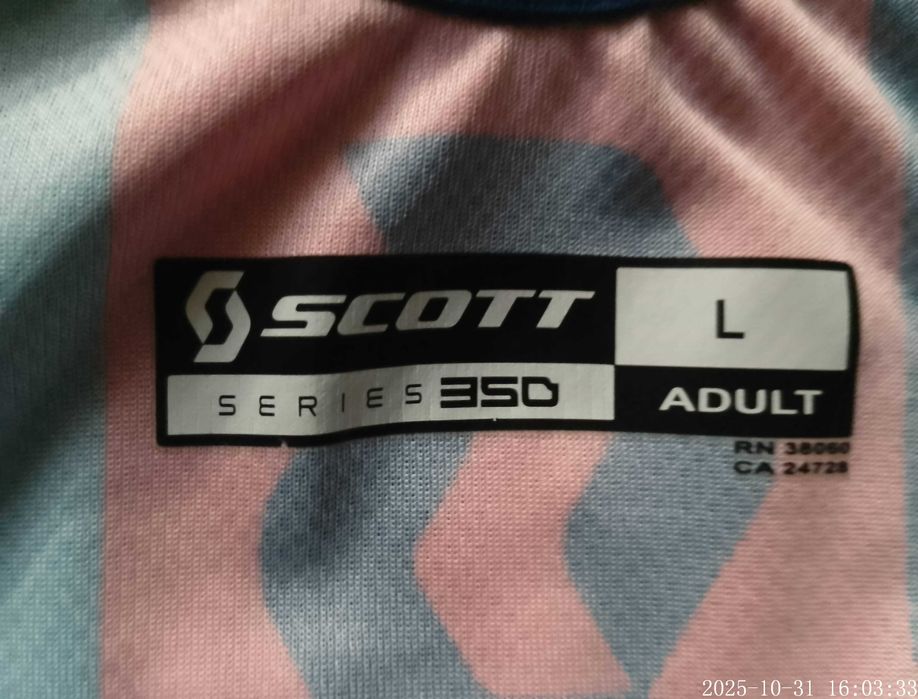 SCOTT
L
SERIES 350
ADULT
RN 38060
CA 24728
2025-10-31 16:03:33